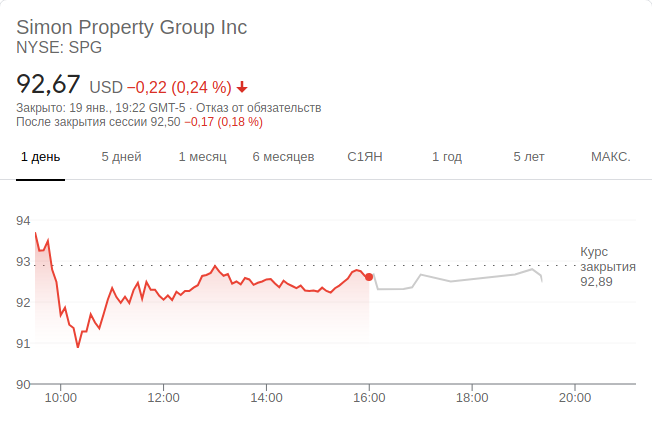 Simon Property Group Inc
NYSE: SPG
92,67 USD −0,22 (0,24 %)
Закрыто: 19 янв., 19:22 GMT-5 · Отказ от обязательств
После закрытия сессии 92,50 −0,17 (0,18 %)
1 день 5 дней 1 месяц 6 месяцев С1ЯН 1 год 5 лет МАКС.
94
93
92
91
90
Курс
закрытия
92,89
10:00 12:00 14:00 16:00 18:00 20:00